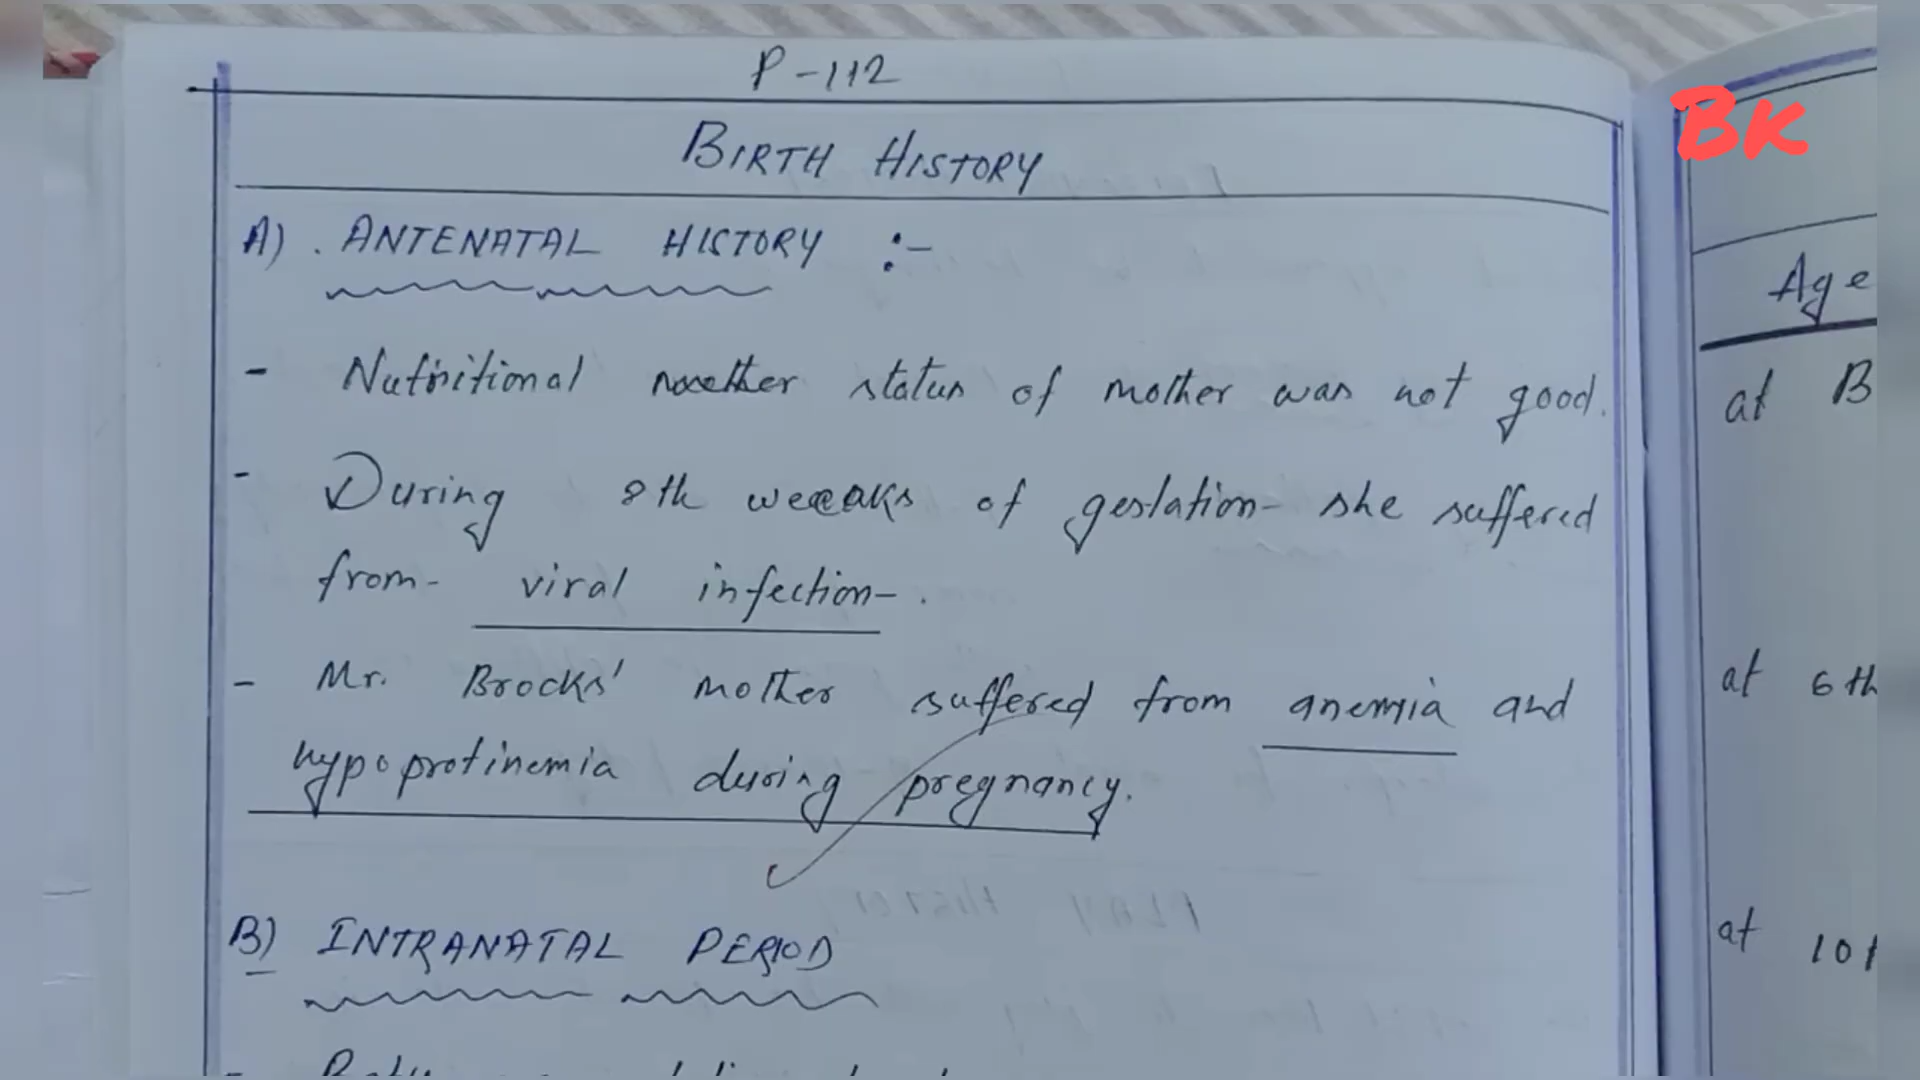 P-112
BK
BIRTH HISTORY
A). ANTENATAL HISTORY :-
- Nutritional status of mother was not good.
- During 8th weeaks of gestation she suffered
from viral infection.
- Mr. Brocks' mother suffered from anemia and
hypoprotinemia during pregnancy.
B) INTRANATAL PERIOD
Age
at B
at 6th
at 10